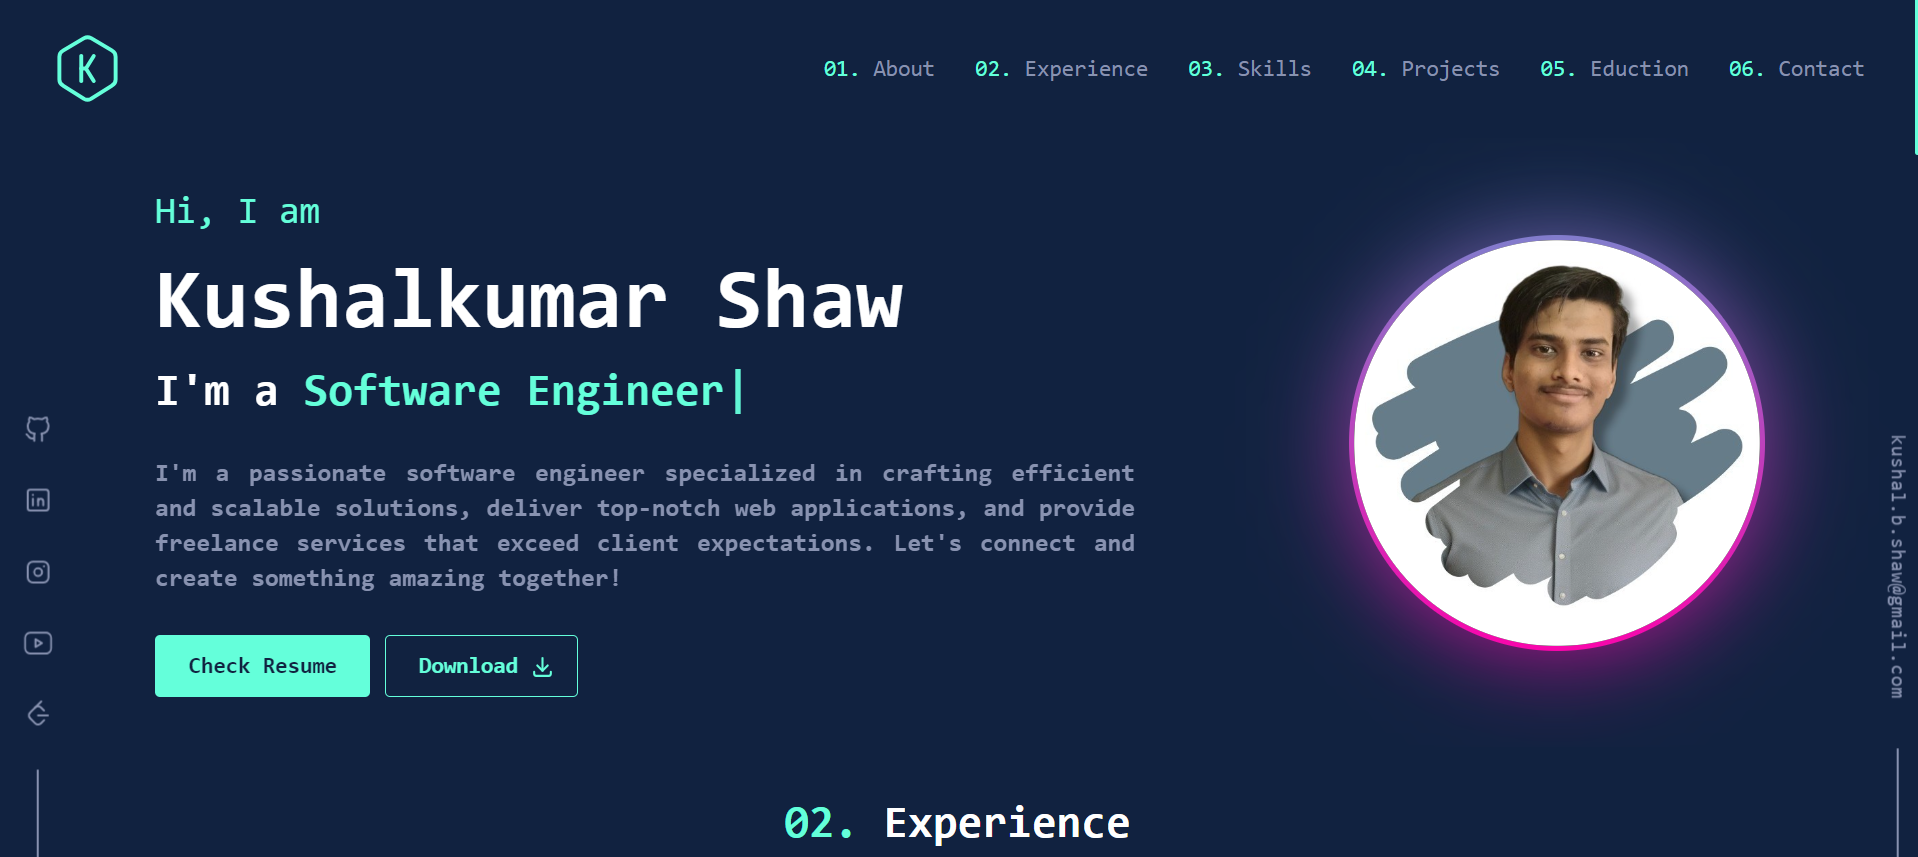 K
01. About 02. Experience 03. Skills 04. Projects 05. Eduction 06. Contact
Hi, I am
Kushalkumar Shaw
I'm a Software Engineer|
I'm a passionate software engineer specialized in crafting efficient
and scalable solutions, deliver top-notch web applications, and provide
freelance services that exceed client expectations. Let's connect and
create something amazing together!
Check Resume Download
in
kushal.b.shaw@gmail.com
02. Experience